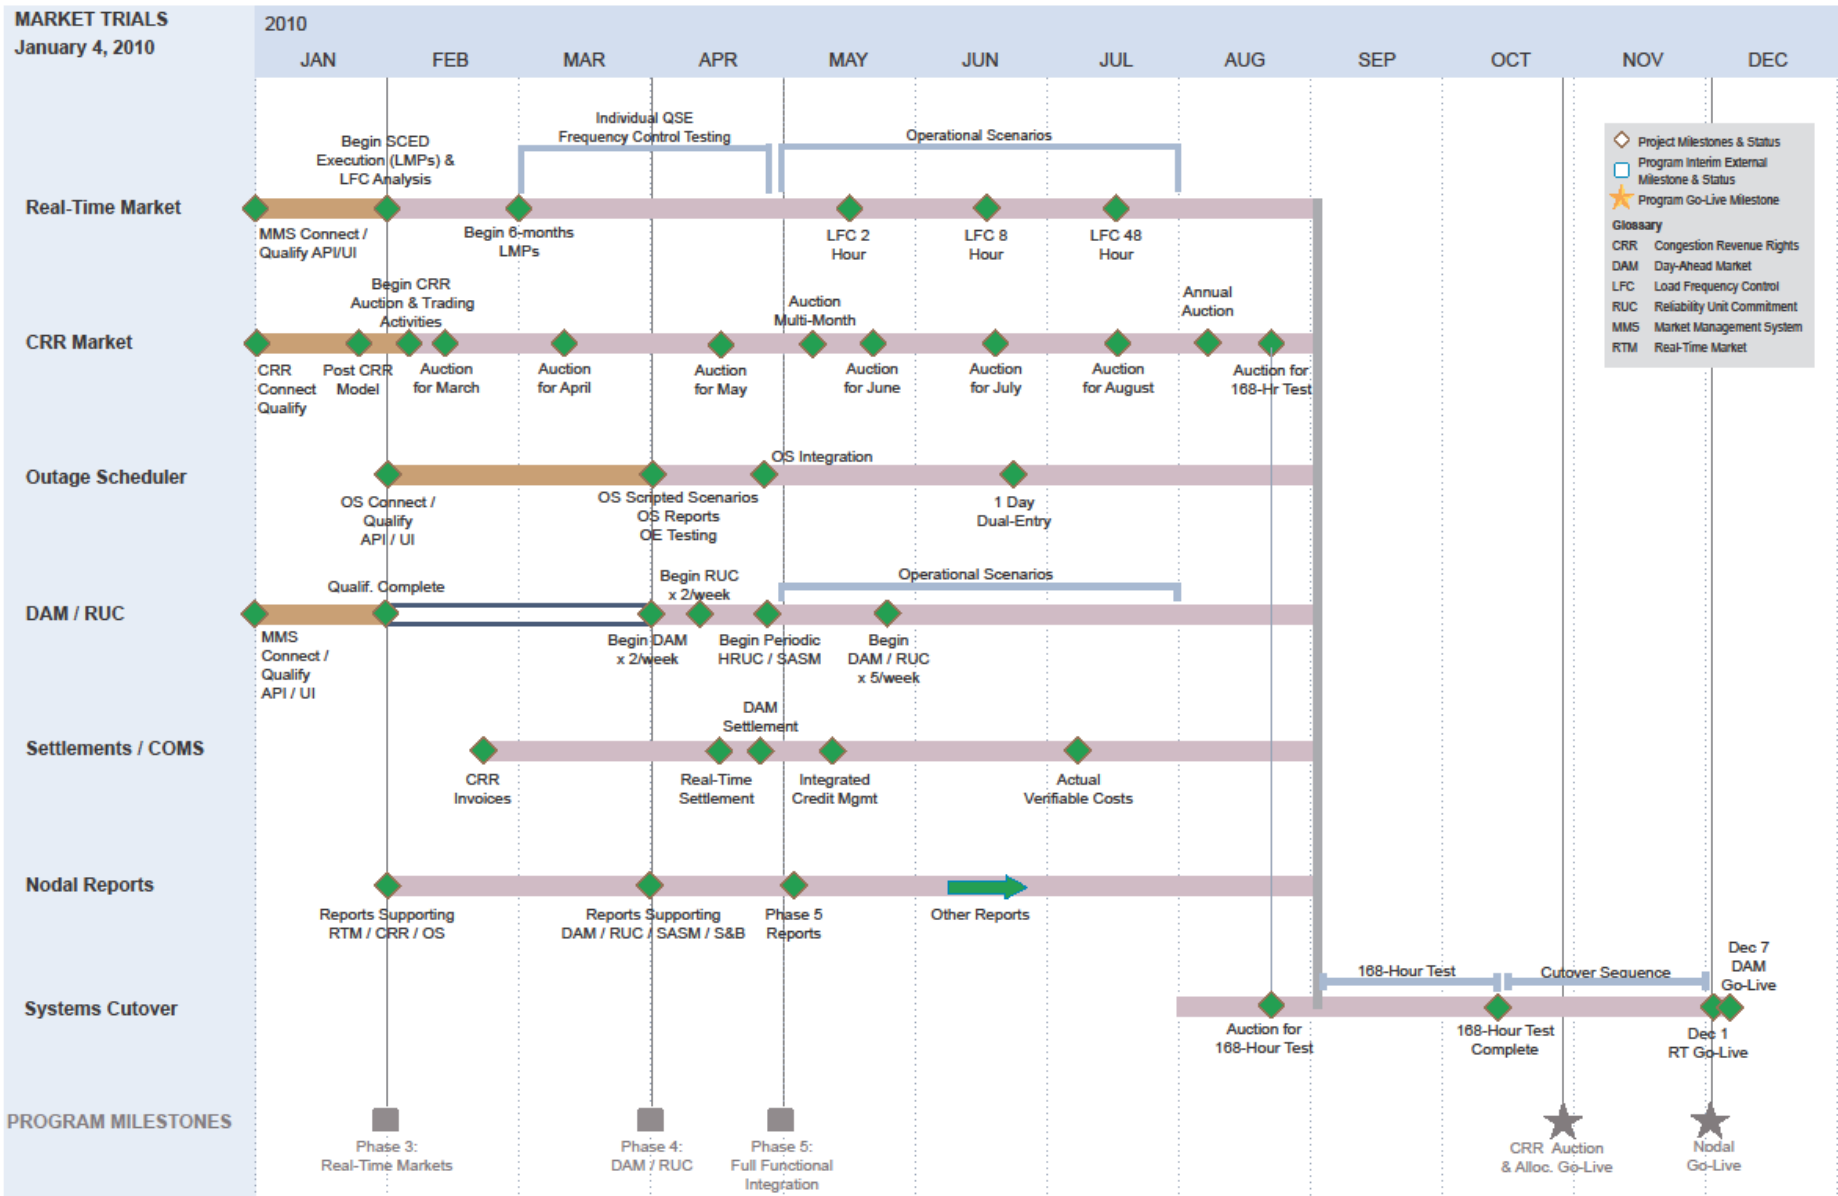 MARKET TRIALS
January 4, 2010
2010
JAN FEB MAR APR MAY JUN JUL AUG SEP OCT NOV DEC
Individual QSE
Frequency Control Testing
Operational Scenarios
Begin SCED
Execution (LMPs) &
LFC Analysis
Real-Time Market
MMS Connect /
Qualify API/UI
Begin 6-months
LMPs
LFC 2
Hour
LFC 8
Hour
LFC 48
Hour
Project Milestones & Status
Program Interim External
Milestone & Status
Program Go-Live Milestone
Glossary
CRR Congestion Revenue Rights
DAM Day-Ahead Market
LFC Load Frequency Control
RUC Reliability Unit Commitment
MMS Market Management System
RTM Real-Time Market
Begin CRR
Auction & Trading
Activities
Auction
Multi-Month
Annual
Auction
CRR Market
CRR
Connect
Qualify
Post CRR
Model
Auction
for March
Auction
for April
Auction
for May
Auction
for June
Auction
for July
Auction
for August
Auction for
168-Hr Test
OS Integration
Outage Scheduler
OS Connect /
Qualify
API / UI
OS Scripted Scenarios
OS Reports
OE Testing
1 Day
Dual-Entry
Qualif. Complete
Begin RUC
x 2/week
Operational Scenarios
DAM / RUC
MMS
Connect /
Qualify
API / UI
Begin DAM
x 2/week
Begin Periodic
HRUC / SASM
Begin
DAM / RUC
x 5/week
DAM
Settlement
Settlements / COMS
CRR
Invoices
Real-Time
Settlement
Integrated
Credit Mgmt
Actual
Verifiable Costs
Nodal Reports
Reports Supporting
RTM / CRR / OS
Reports Supporting
DAM / RUC / SASM / S&B
Phase 5
Reports
Other Reports
168-Hour Test
Cutover Sequence
Dec 7
DAM
Go-Live
Systems Cutover
Auction for
168-Hour Test
168-Hour Test
Complete
Dec 1
RT Go-Live
PROGRAM MILESTONES
Phase 3:
Real-Time Markets
Phase 4:
DAM / RUC
Phase 5:
Full Functional
Integration
CRR Auction
& Alloc. Go-Live
Nodal
Go-Live